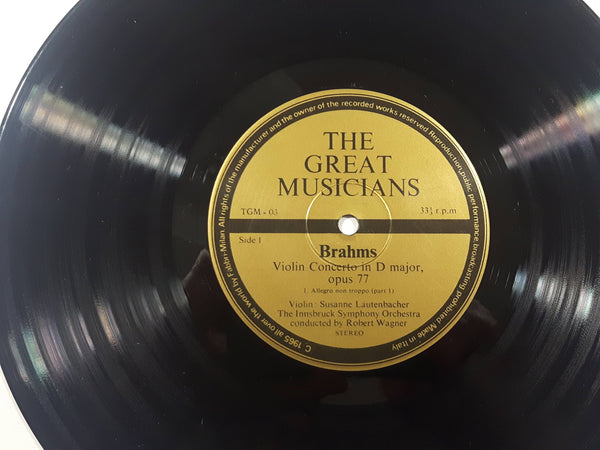 THE
GREAT
MUSICIANS
TGM - 03 33⅓ r.p.m
Side 1
Brahms
Violin Concerto in D major,
opus 77
1. Allegro non troppo (part 1)
Violin: Susanne Lautenbacher
The Innsbruck Symphony Orchestra
conducted by Robert Wagner
STEREO
C. 1965 all over the world by Fabbri-Milan. All rights of the manufacturer and the owner of the recorded works reserved. Reproduction, public performance, broadcasting prohibited. Made in Italy